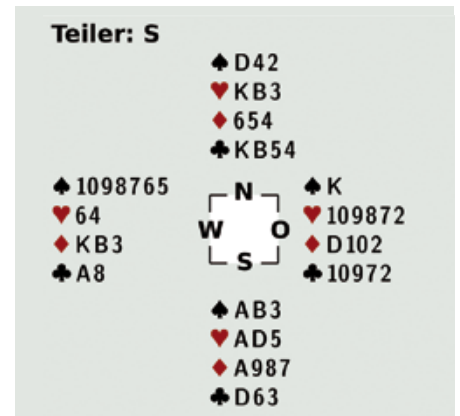 Teiler: S
♠ D42
♥ KB3
♦ 654
♣ KB54
♠ 1098765
♥ 64
♦ KB3
♣ A8
N
W O
S
♠ K
♥ 109872
♦ D102
♣ 10972
♠ AB3
♥ AD5
♦ A987
♣ D63